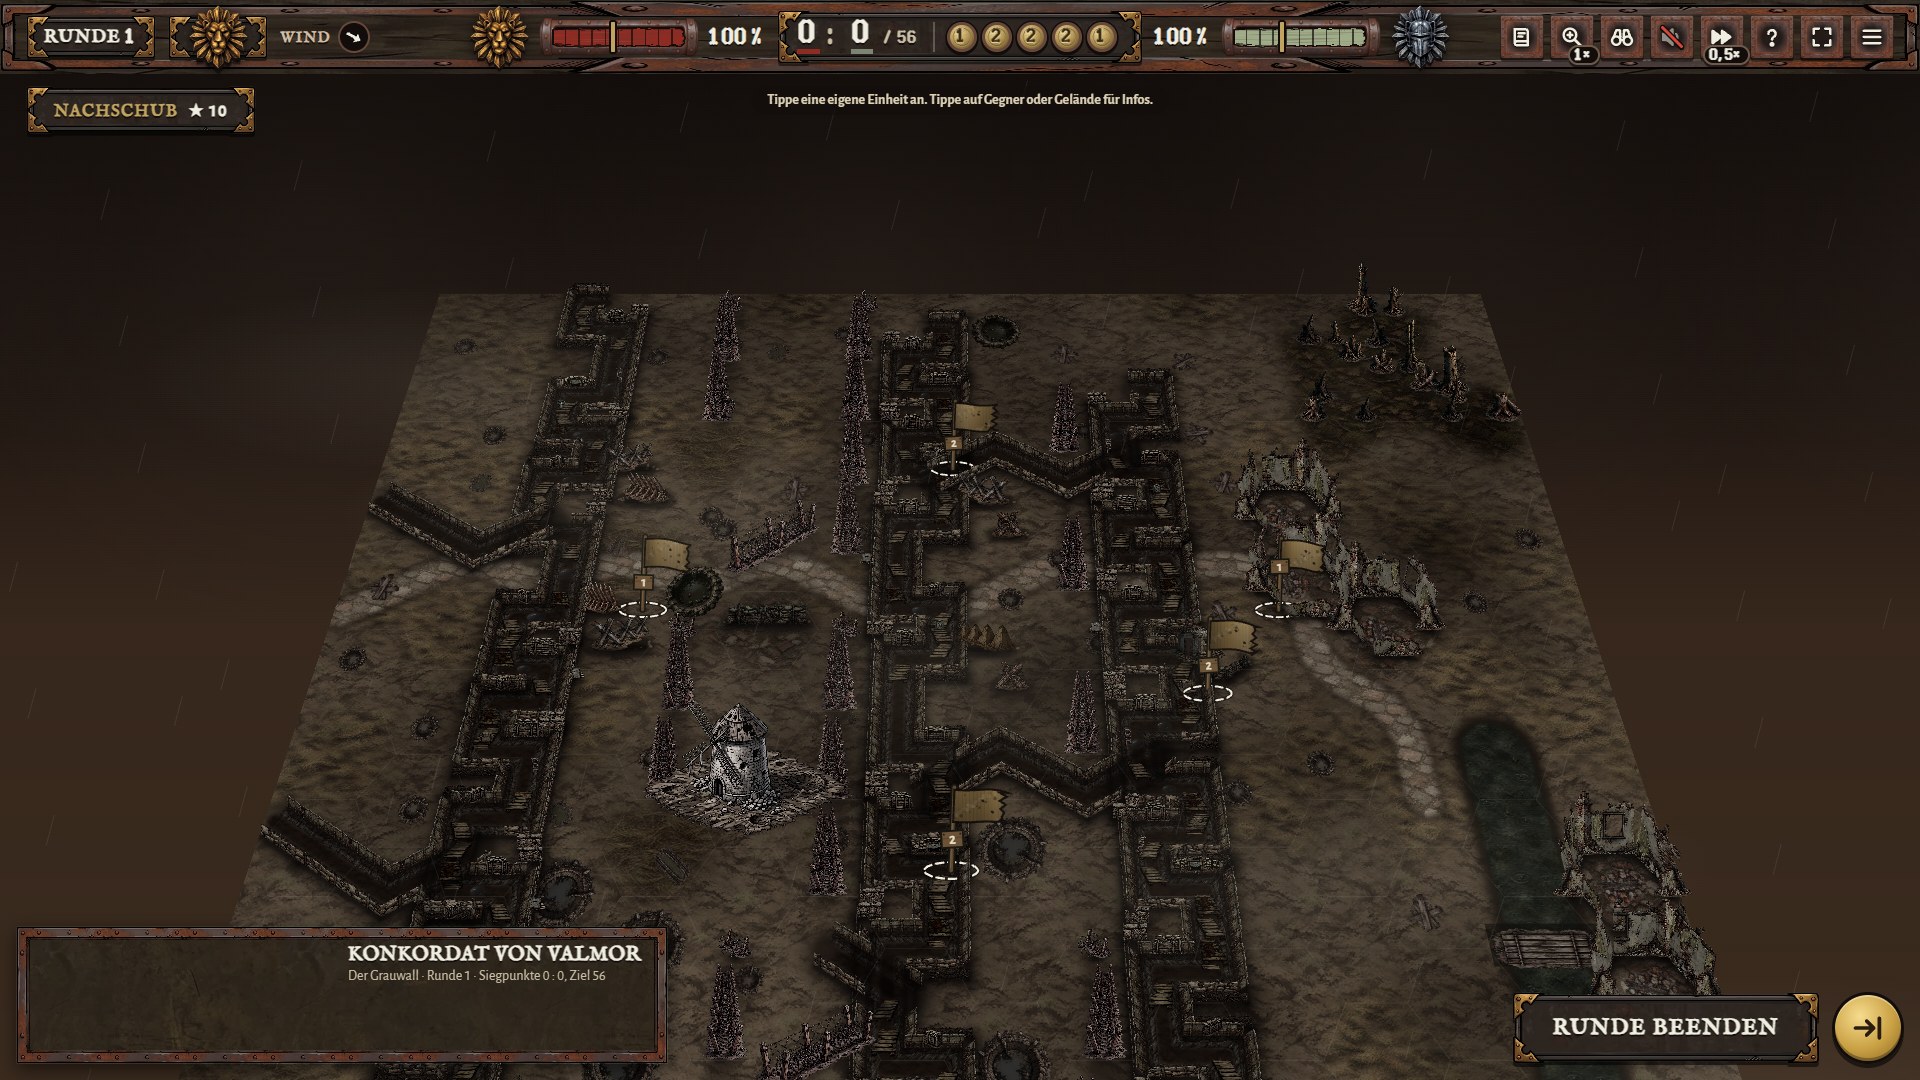 RUNDE 1
WIND
100 %
0 : 0 / 56
1 2 2 2 1
100 %
1×
0,5×
?
NACHSCHUB ★ 10
Tippe eine eigene Einheit an. Tippe auf Gegner oder Gelände für Infos.
2
1
1
2
2
KONKORDAT VON VALMOR
Der Grauwall · Runde 1 · Siegpunkte 0 : 0, Ziel 56
RUNDE BEENDEN